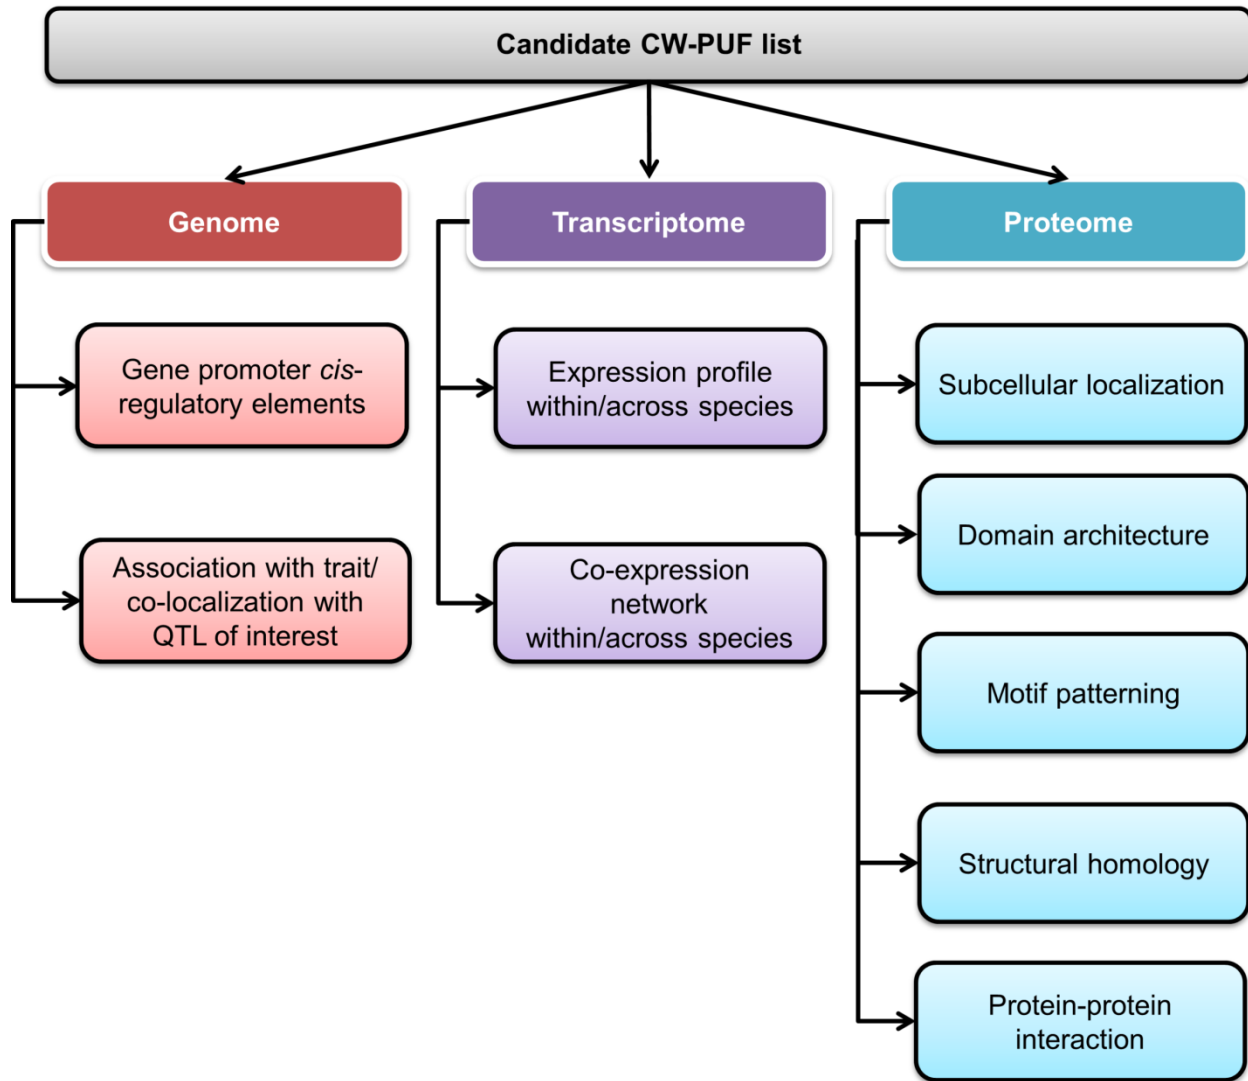 Candidate CW-PUF list
Genome
Transcriptome
Proteome
Gene promoter cis-
regulatory elements
Association with trait/
co-localization with
QTL of interest
Expression profile
within/across species
Co-expression
network
within/across species
Subcellular localization
Domain architecture
Motif patterning
Structural homology
Protein-protein
interaction